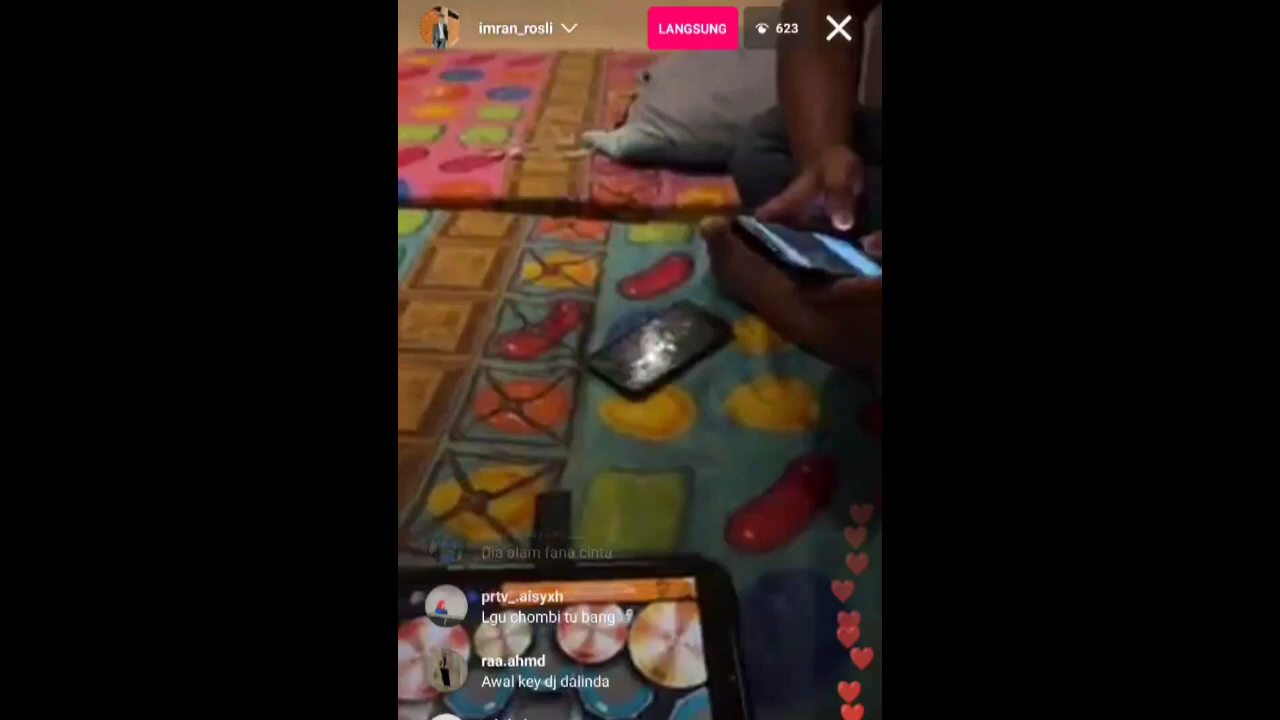 imran_rosli
LANGSUNG
623
Dia alam fana cinta
prtv_.aisyxh
Lgu chombi tu bang
raa.ahmd
Awal key dj dalinda